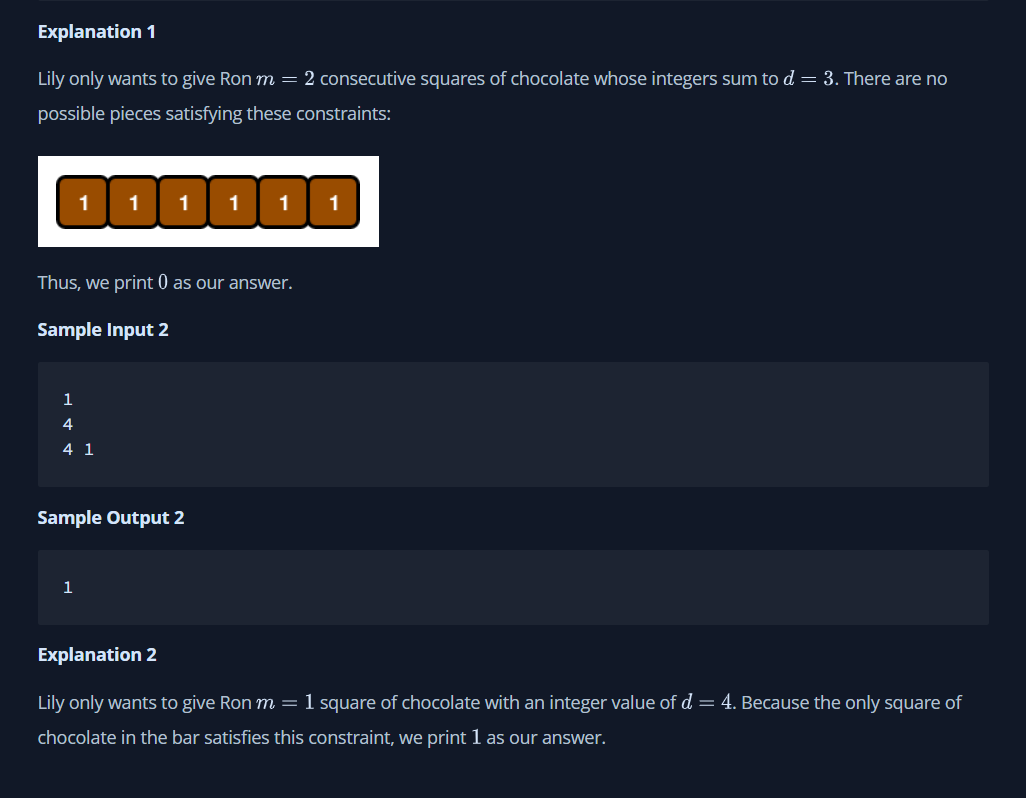 Explanation 1
Lily only wants to give Ron m = 2 consecutive squares of chocolate whose integers sum to d = 3. There are no
possible pieces satisfying these constraints:
1 1 1 1 1 1
Thus, we print 0 as our answer.
Sample Input 2
1
4
4 1
Sample Output 2
1
Explanation 2
Lily only wants to give Ron m = 1 square of chocolate with an integer value of d = 4. Because the only square of
chocolate in the bar satisfies this constraint, we print 1 as our answer.